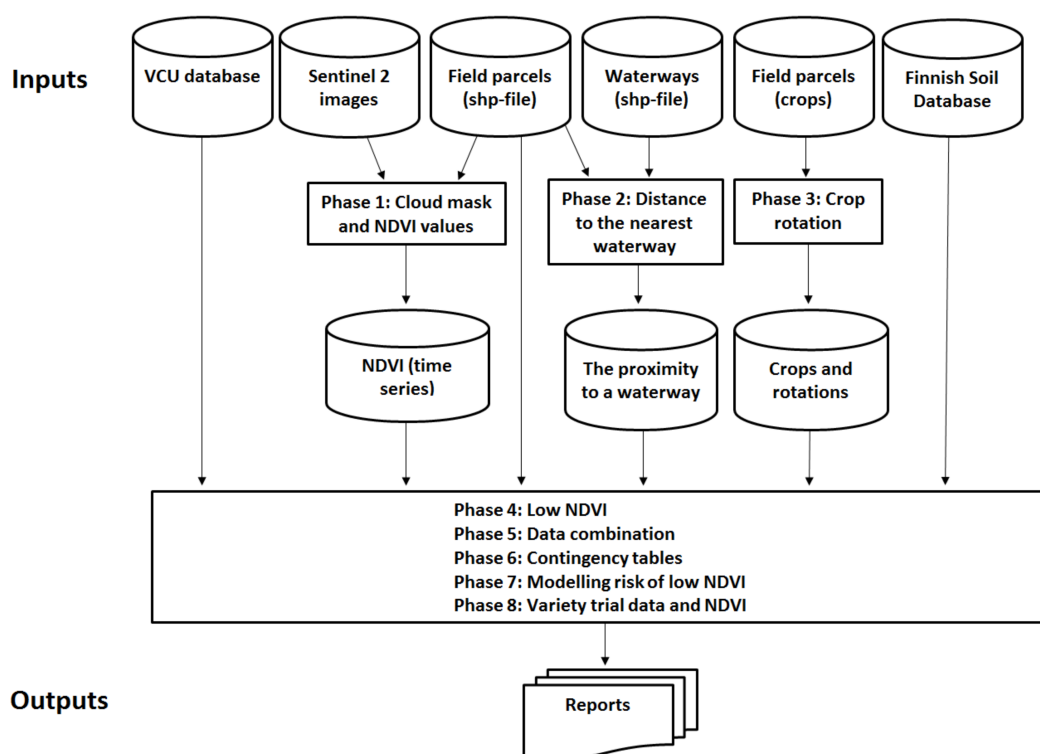 Inputs
VCU database
Sentinel 2
images
Field parcels
(shp-file)
Waterways
(shp-file)
Field parcels
(crops)
Finnish Soil
Database
Phase 1: Cloud mask
and NDVI values
Phase 2: Distance
to the nearest
waterway
Phase 3: Crop
rotation
NDVI (time
series)
The proximity
to a waterway
Crops and
rotations
Phase 4: Low NDVI
Phase 5: Data combination
Phase 6: Contingency tables
Phase 7: Modelling risk of low NDVI
Phase 8: Variety trial data and NDVI
Outputs
Reports